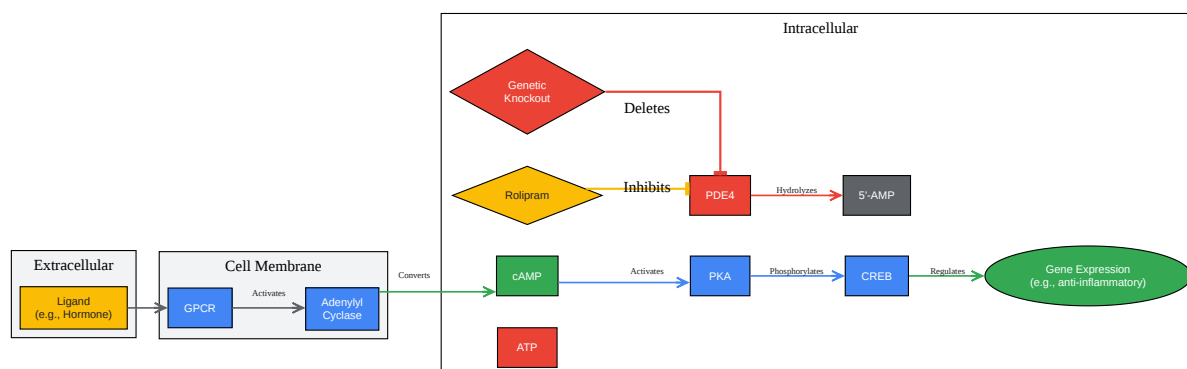 Intracellular
Genetic
Knockout
Deletes
Rolipram
Inhibits
PDE4
Hydrolyzes
5'-AMP
Extracellular
Ligand
(e.g., Hormone)
Cell Membrane
GPCR
Activates
Adenylyl
Cyclase
Converts
cAMP
Activates
PKA
Phosphorylates
CREB
Regulates
Gene Expression
(e.g., anti-inflammatory)
ATP